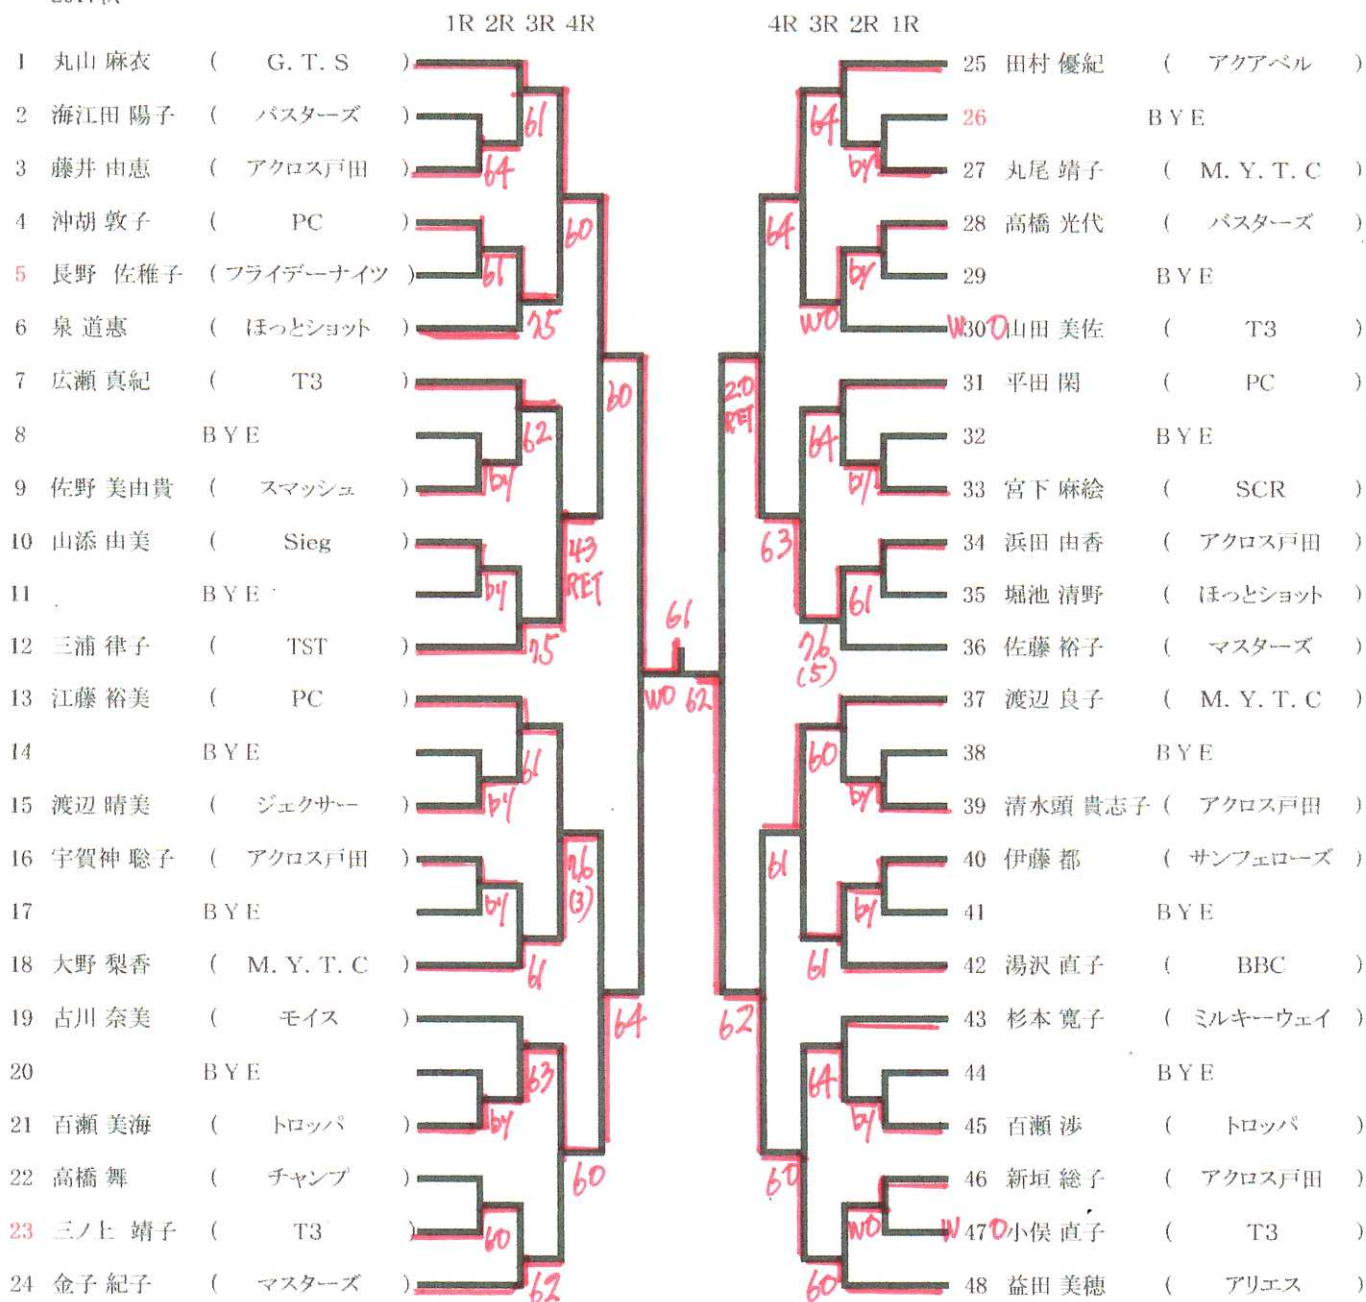 1R 2R 3R 4R
4R 3R 2R 1R
1 丸山 麻衣 ( G. T. S )
2 海江田 陽子 ( バスターズ )
3 藤井 由恵 ( アクロス戸田 )
4 沖胡 敦子 ( PC )
5 長野 佐稚子 ( フライデーナイツ )
6 泉 道惠 ( ほっとショット )
7 広瀬 真紀 ( T3 )
8 BYE
9 佐野 美由貴 ( スマッシュ )
10 山添 由美 ( Sieg )
11 BYE
12 三浦 律子 ( TST )
13 江藤 裕美 ( PC )
14 BYE
15 渡辺 晴美 ( ジェクサー )
16 宇賀神 聡子 ( アクロス戸田 )
17 BYE
18 大野 梨香 ( M. Y. T. C )
19 古川 奈美 ( モイス )
20 BYE
21 百瀬 美海 ( トロッパ )
22 高橋 舞 ( チャンプ )
23 三ノ上 靖子 ( T3 )
24 金子 紀子 ( マスターズ )
61
64
60
61
75
60
62
by
43
RET
by
75
61
by
76
(3)
by
61
64
63
by
60
60
62
61
WO 62
25 田村 優紀 ( アクアベル )
26 BYE
27 丸尾 靖子 ( M. Y. T. C )
28 高橋 光代 ( バスターズ )
29 BYE
WO 30 山田 美佐 ( T3 )
31 平田 閑 ( PC )
32 BYE
33 宮下 麻絵 ( SCR )
34 浜田 由香 ( アクロス戸田 )
35 堀池 清野 ( ほっとショット )
36 佐藤 裕子 ( マスターズ )
37 渡辺 良子 ( M. Y. T. C )
38 BYE
39 清水頭 貴志子 ( アクロス戸田 )
40 伊藤 都 ( サンフェローズ )
41 BYE
42 湯沢 直子 ( BBC )
43 杉本 寛子 ( ミルキーウェイ )
44 BYE
45 百瀬 渉 ( トロッパ )
46 新垣 総子 ( アクロス戸田 )
WO 47 小俣 直子 ( T3 )
48 益田 美穂 ( アリエス )
64
by
64
by
WO
20
RET
64
by
63
61
76
(5)
60
by
61
by
61
62
64
by
60
WO
60